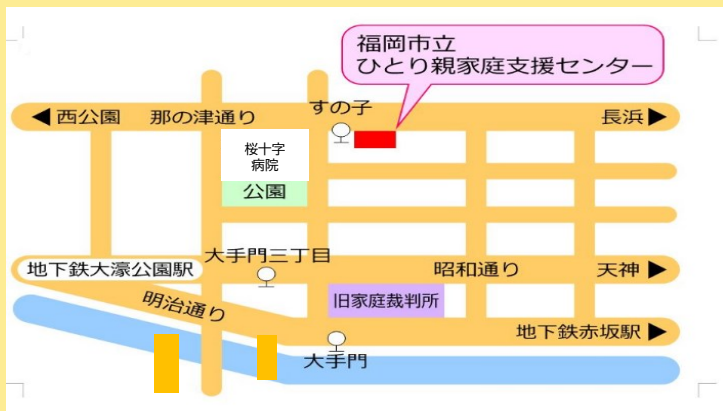 福岡市立
ひとり親家庭支援センター
すの子
◀西公園
那の津通り
長浜▶
桜十字
病院
公園
大手門三丁目
地下鉄大濠公園駅
昭和通り
天神▶
明治通り
旧家庭裁判所
地下鉄赤坂駅▶
大手門